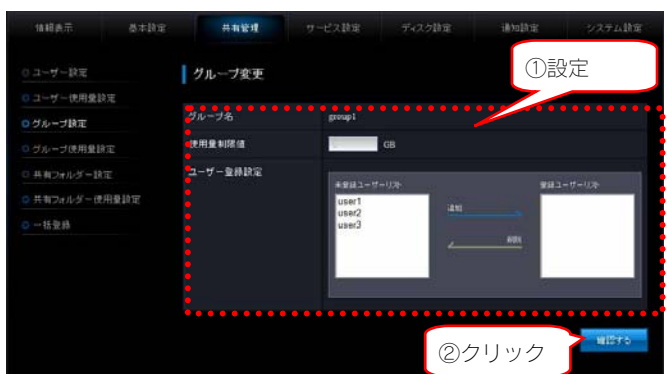 情報表示 基本設定 共有管理 サービス設定 ディスク設定 通知設定 システム設定
ユーザー設定
ユーザー使用量設定
グループ設定
グループ使用量設定
共有フォルダー設定
共有フォルダー使用量設定
一括登録
グループ変更
①設定
グループ名 group1
使用量制限値 GB
ユーザー登録設定
未登録ユーザーリスト 登録ユーザーリスト
user1
user2
user3
追加
削除
②クリック
確認する